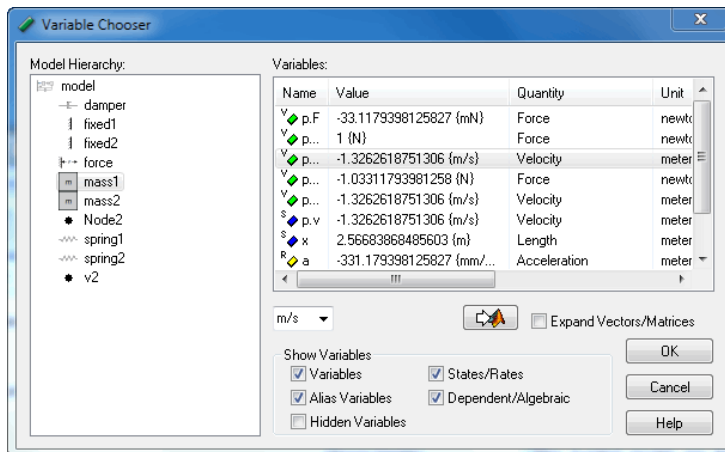 Variable Chooser
Model Hierarchy:
model
damper
fixed1
fixed2
force
mass1
mass2
Node2
spring1
spring2
v2
Variables:
Name Value Quantity Unit
V p.F -33.1179398125827 {mN} Force newto
V p... 1 {N} Force newto
V p... -1.3262618751306 {m/s} Velocity meter
V p... -1.03311793981258 {N} Force newto
V p... -1.3262618751306 {m/s} Velocity meter
S p.v -1.3262618751306 {m/s} Velocity meter
S x 2.56683868485603 {m} Length meter
R a -331.179398125827 {mm/... Acceleration meter
m/s
Expand Vectors/Matrices
Show Variables
Variables States/Rates
Alias Variables Dependent/Algebraic
Hidden Variables
OK
Cancel
Help